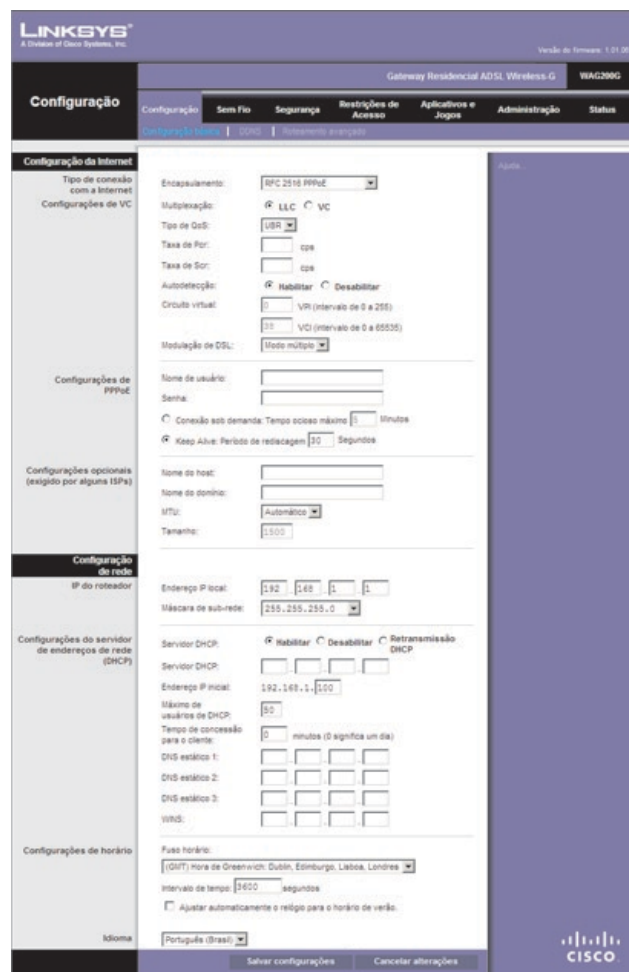 LINKSYS®
A Division of Cisco Systems, Inc.
Versão do firmware: 1.01.06
Gateway Residencial ADSL Wireless-G WAG200G
Configuração
Configuração Sem Fio Segurança Restrições de Acesso Aplicativos e Jogos Administração Status
Configuração básica | DDNS | Roteamento avançado
Configuração da Internet
Ajuda...
Tipo de conexão com a Internet
Encapsulamento: RFC 2516 PPPoE
Configurações de VC
Multiplexação: LLC VC
Tipo de QoS: UBR
Taxa de Pcr: cps
Taxa de Scr: cps
Autodetecção: Habilitar Desabilitar
Circuito virtual: 0 VPI (intervalo de 0 a 255)
35 VCI (intervalo de 0 a 65535)
Modulação de DSL: Modo múltiplo
Configurações de PPPoE
Nome de usuário:
Senha:
Conexão sob demanda: Tempo ocioso máximo 5 Minutos
Keep Alive: Período de rediscagem 30 Segundos
Configurações opcionais (exigido por alguns ISPs)
Nome do host:
Nome do domínio:
MTU: Automático
Tamanho: 1500
Configuração de rede
IP do roteador
Endereço IP local: 192 . 168 . 1 . 1
Máscara de sub-rede: 255.255.255.0
Configurações do servidor de endereços de rede (DHCP)
Servidor DHCP: Habilitar Desabilitar Retransmissão DHCP
Servidor DHCP: . . .
Endereço IP inicial: 192.168.1. 100
Máximo de usuários de DHCP: 50
Tempo de concessão para o cliente: 0 minutos (0 significa um dia)
DNS estático 1: . . .
DNS estático 2: . . .
DNS estático 3: . . .
WINS: . . .
Configurações de horário
Fuso horário:
(GMT) Hora de Greenwich: Dublin, Edimburgo, Lisboa, Londres
Intervalo de tempo: 3600 segundos
Ajustar automaticamente o relógio para o horário de verão.
Idioma
Português (Brasil)
Salvar configurações Cancelar alterações
CISCO